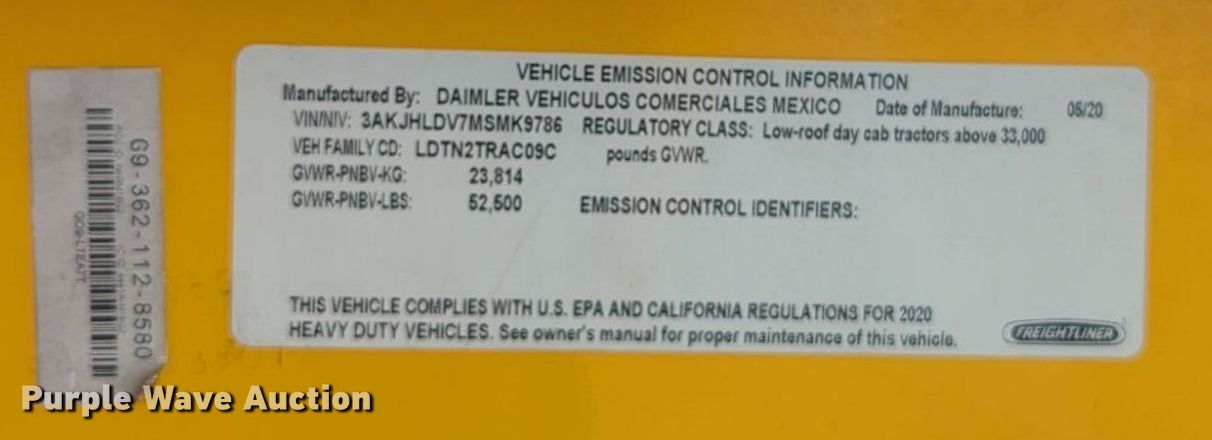 VEHICLE EMISSION CONTROL INFORMATION
Manufactured By: DAIMLER VEHICULOS COMERCIALES MEXICO Date of Manufacture: 05/20
VIN/NIV: 3AKJHLDV7MSMK9786 REGULATORY CLASS: Low-roof day cab tractors above 33,000
VEH FAMILY CD: LDTN2TRAC09C pounds GVWR.
GVWR-PNBV-KG: 23,814
GVWR-PNBV-LBS: 52,500 EMISSION CONTROL IDENTIFIERS:
THIS VEHICLE COMPLIES WITH U.S. EPA AND CALIFORNIA REGULATIONS FOR 2020
HEAVY DUTY VEHICLES. See owner's manual for proper maintenance of this vehicle.
FREIGHTLINER
G9-362-112-8580
Purple Wave Auction